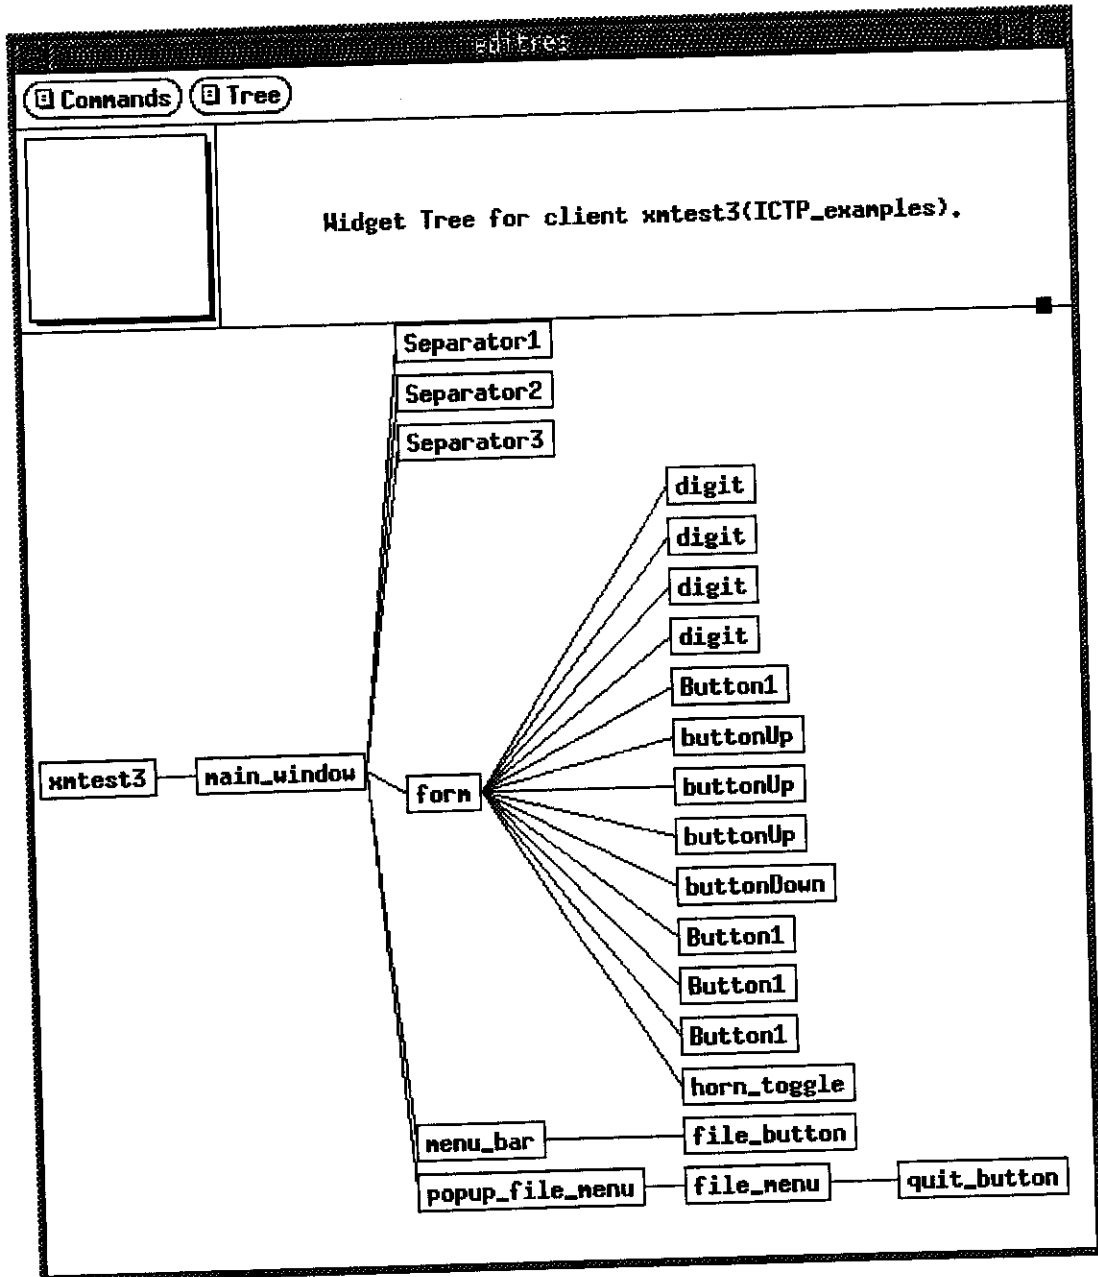 editres
Commands Tree
Widget Tree for client xmtest3(ICTP_examples).
Separator1
Separator2
Separator3
digit
digit
digit
digit
Button1
buttonUp
xmtest3 main_window form buttonUp
buttonUp
buttonDown
Button1
Button1
Button1
horn_toggle
menu_bar file_button
popup_file_menu file_menu quit_button